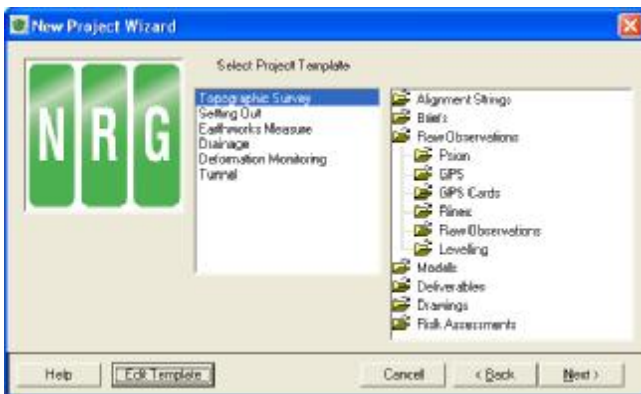 New Project Wizard
NRG
Select Project Template
Topographic Survey
Setting Out
Earthworks Measure
Drainage
Deformation Monitoring
Tunnel
Alignment Strings
Briefs
Raw Observations
Psion
GPS
GPS Cards
Rinex
Raw Observations
Levelling
Models
Deliverables
Drawings
Risk Assessments
Help
Edit Template
Cancel
< Back
Next >